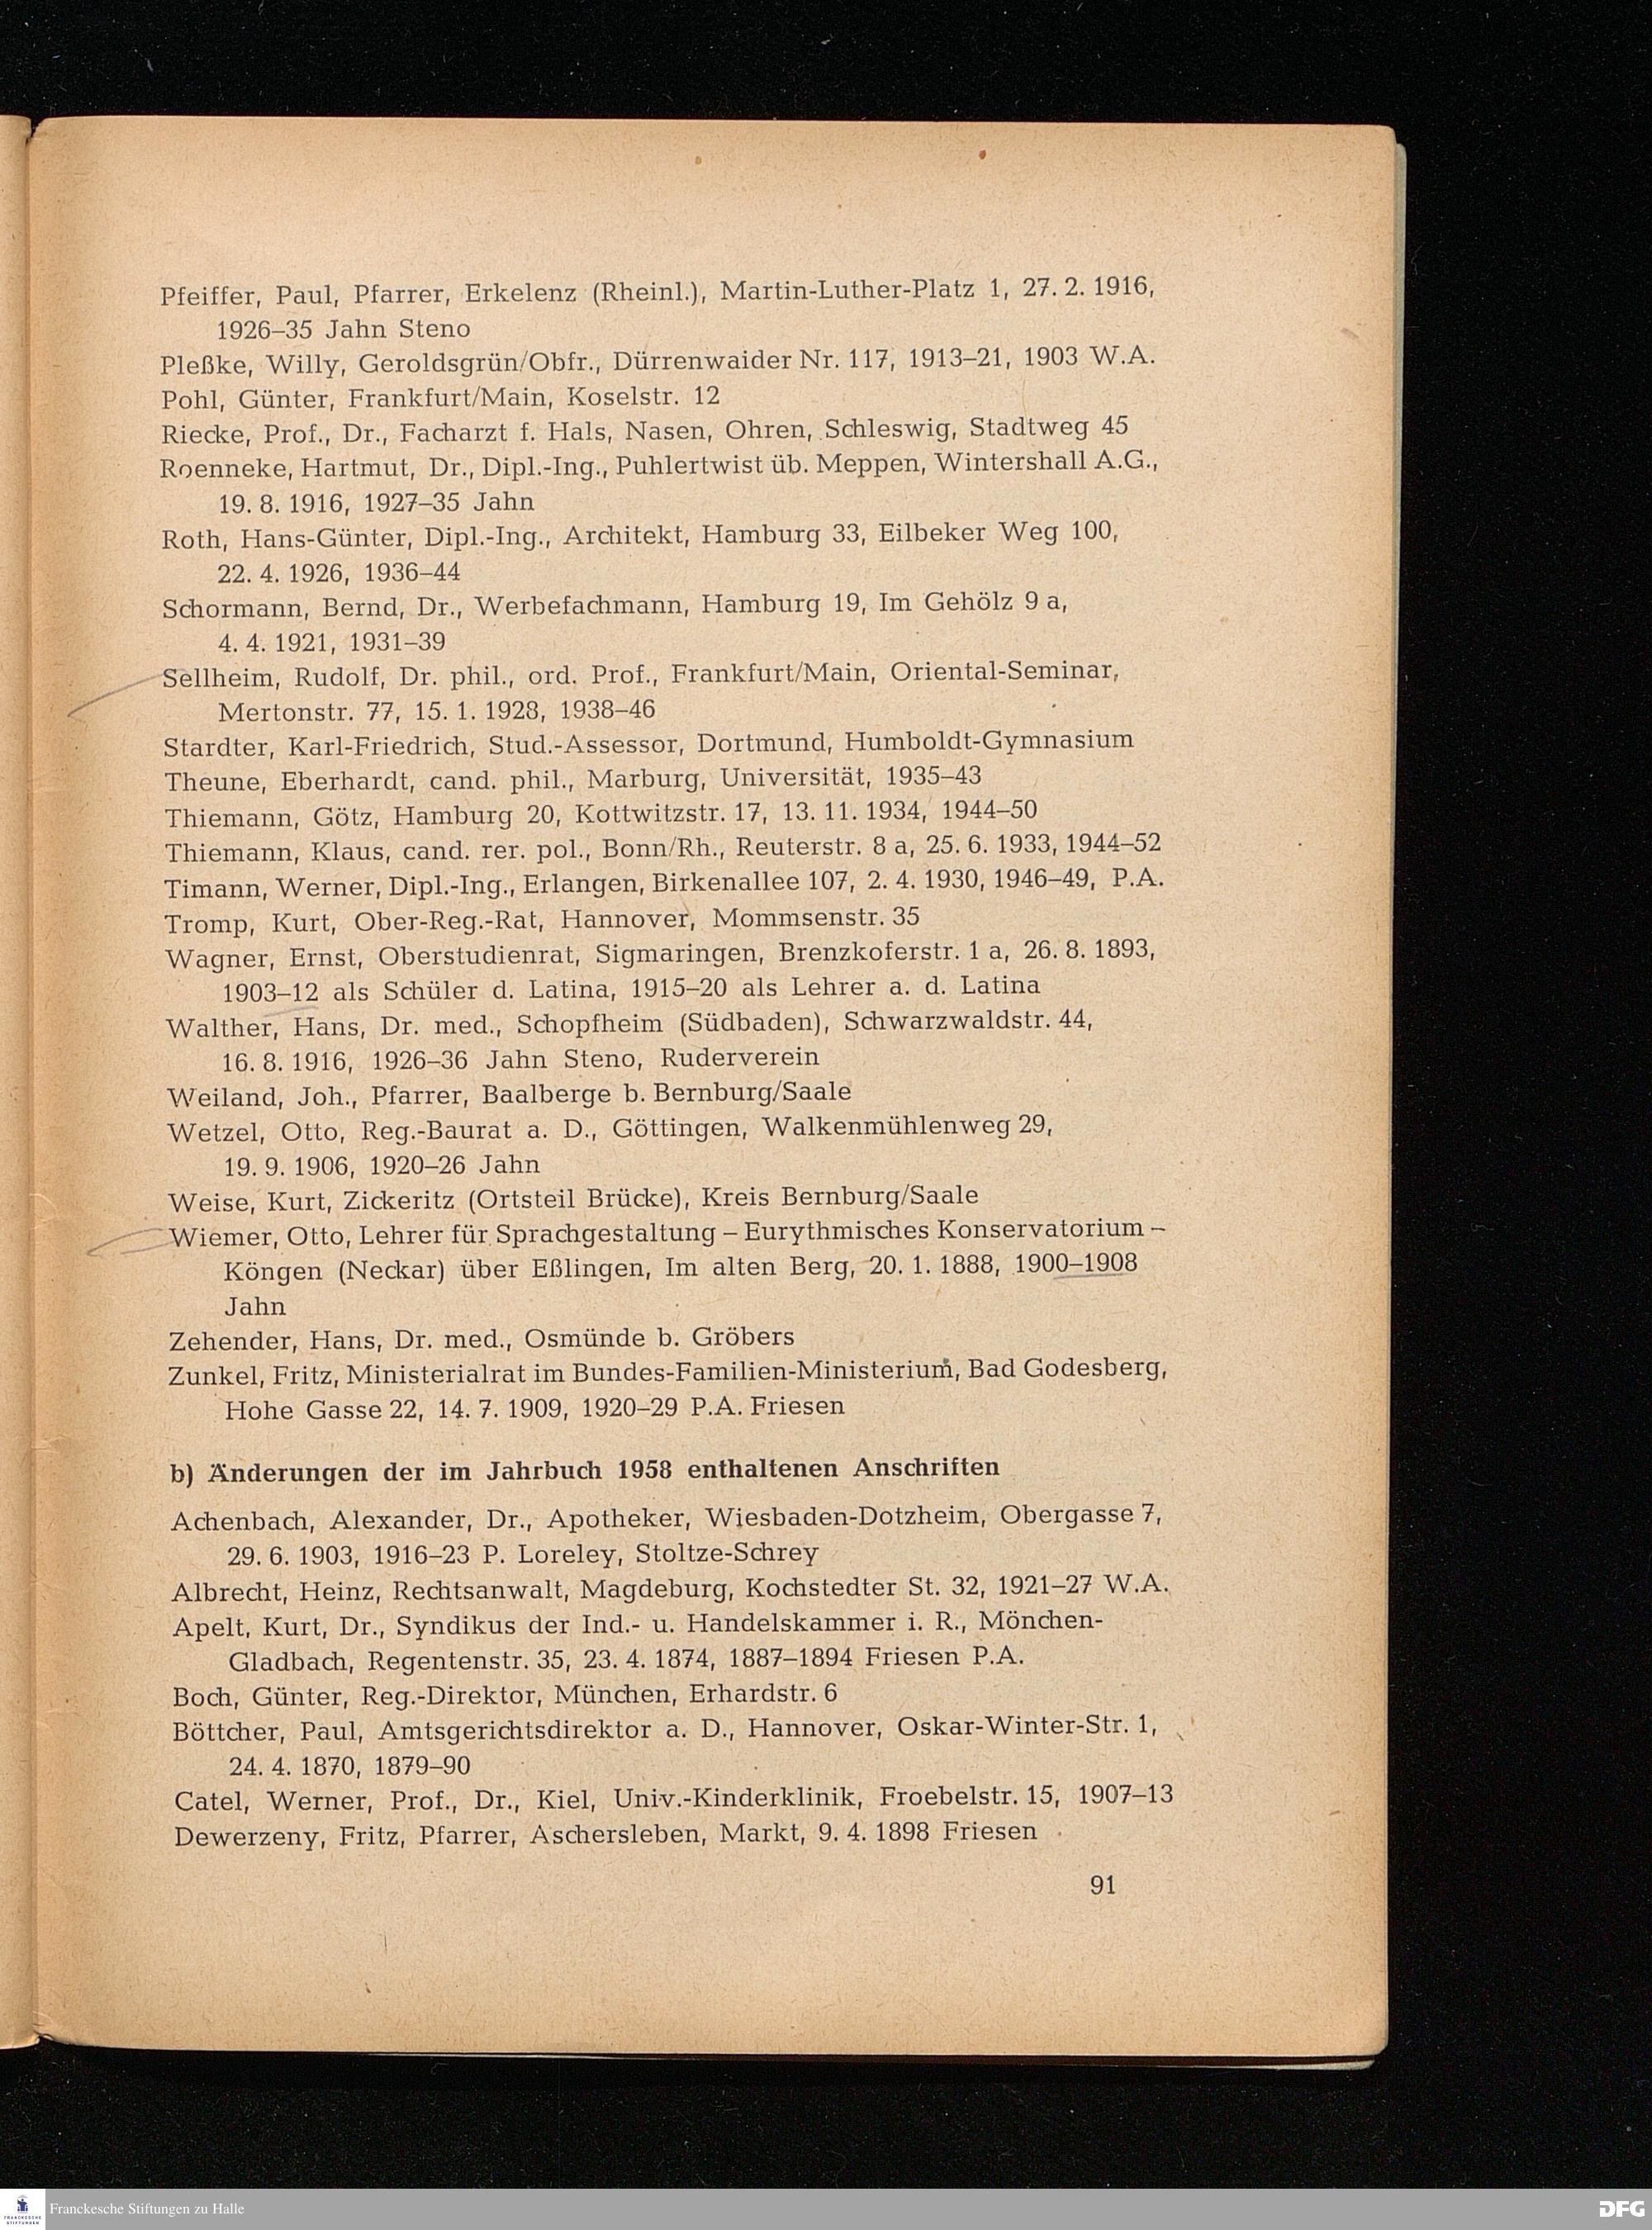 Pfeiffer, Paul, Pfarrer, Erkelenz (Rheinl.), Martin-Luther-Platz 1, 27. 2. 1916,
1926–35 Jahn Steno
Pleßke, Willy, Geroldsgrün/Obfr., Dürrenwaider Nr. 117, 1913–21, 1903 W.A.
Pohl, Günter, Frankfurt/Main, Koselstr. 12
Riecke, Prof., Dr., Facharzt f. Hals, Nasen, Ohren, Schleswig, Stadtweg 45
Roenneke, Hartmut, Dr., Dipl.-Ing., Puhlertwist üb. Meppen, Wintershall A.G.,
19. 8. 1916, 1927–35 Jahn
Roth, Hans-Günter, Dipl.-Ing., Architekt, Hamburg 33, Eilbeker Weg 100,
22. 4. 1926, 1936–44
Schormann, Bernd, Dr., Werbefachmann, Hamburg 19, Im Gehölz 9 a,
4. 4. 1921, 1931–39
Sellheim, Rudolf, Dr. phil., ord. Prof., Frankfurt/Main, Oriental-Seminar,
Mertonstr. 77, 15. 1. 1928, 1938–46
Stardter, Karl-Friedrich, Stud.-Assessor, Dortmund, Humboldt-Gymnasium
Theune, Eberhardt, cand. phil., Marburg, Universität, 1935–43
Thiemann, Götz, Hamburg 20, Kottwitzstr. 17, 13. 11. 1934, 1944–50
Thiemann, Klaus, cand. rer. pol., Bonn/Rh., Reuterstr. 8 a, 25. 6. 1933, 1944–52
Timann, Werner, Dipl.-Ing., Erlangen, Birkenallee 107, 2. 4. 1930, 1946–49, P.A.
Tromp, Kurt, Ober-Reg.-Rat, Hannover, Mommsenstr. 35
Wagner, Ernst, Oberstudienrat, Sigmaringen, Brenzkoferstr. 1 a, 26. 8. 1893,
1903–12 als Schüler d. Latina, 1915–20 als Lehrer a. d. Latina
Walther, Hans, Dr. med., Schopfheim (Südbaden), Schwarzwaldstr. 44,
16. 8. 1916, 1926–36 Jahn Steno, Ruderverein
Weiland, Joh., Pfarrer, Baalberge b. Bernburg/Saale
Wetzel, Otto, Reg.-Baurat a. D., Göttingen, Walkenmühlenweg 29,
19. 9. 1906, 1920–26 Jahn
Weise, Kurt, Zickeritz (Ortsteil Brücke), Kreis Bernburg/Saale
Wiemer, Otto, Lehrer für Sprachgestaltung – Eurythmisches Konservatorium –
Köngen (Neckar) über Eßlingen, Im alten Berg, 20. 1. 1888, 1900–1908
Jahn
Zehender, Hans, Dr. med., Osmünde b. Gröbers
Zunkel, Fritz, Ministerialrat im Bundes-Familien-Ministerium, Bad Godesberg,
Hohe Gasse 22, 14. 7. 1909, 1920–29 P.A. Friesen
b) Änderungen der im Jahrbuch 1958 enthaltenen Anschriften
Achenbach, Alexander, Dr., Apotheker, Wiesbaden-Dotzheim, Obergasse 7,
29. 6. 1903, 1916–23 P. Loreley, Stoltze-Schrey
Albrecht, Heinz, Rechtsanwalt, Magdeburg, Kochstedter St. 32, 1921–27 W.A.
Apelt, Kurt, Dr., Syndikus der Ind.- u. Handelskammer i. R., Mönchen-
Gladbach, Regentenstr. 35, 23. 4. 1874, 1887–1894 Friesen P.A.
Boch, Günter, Reg.-Direktor, München, Erhardstr. 6
Böttcher, Paul, Amtsgerichtsdirektor a. D., Hannover, Oskar-Winter-Str. 1,
24. 4. 1870, 1879–90
Catel, Werner, Prof., Dr., Kiel, Univ.-Kinderklinik, Froebelstr. 15, 1907–13
Dewerzeny, Fritz, Pfarrer, Aschersleben, Markt, 9. 4. 1898 Friesen
91
FRANCKESCHE
STIFTUNGEN
Franckesche Stiftungen zu Halle
DFG